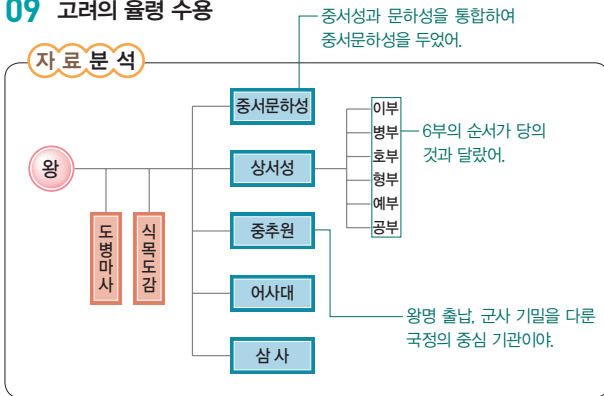 09 고려의 율령 수용
중서성과 문하성을 통합하여
중서문하성을 두었어.
자료분석
왕
도병마사
식목도감
중서문하성
상서성
중추원
어사대
삼사
이부
병부
호부
형부
예부
공부
6부의 순서가 당의
것과 달랐어.
왕명 출납, 군사 기밀을 다룬
국정의 중심 기관이야.